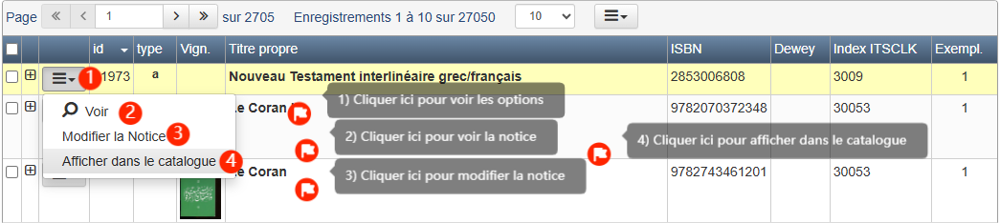 Page 1 sur 2705 Enregistrements 1 à 10 sur 27050 10
id type Vign. Titre propre ISBN Dewey Index ITSCLK Exempl.
1 1973 a Nouveau Testament interlinéaire grec/français 2853006808 3009 1
1) Cliquer ici pour voir les options
Voir 2
e Coran 9782070372348 30053 1
Modifier la Notice 3
2) Cliquer ici pour voir la notice
4) Cliquer ici pour afficher dans le catalogue
Afficher dans le catalogue 4
e Coran 9782743461201 30053 1
3) Cliquer ici pour modifier la notice